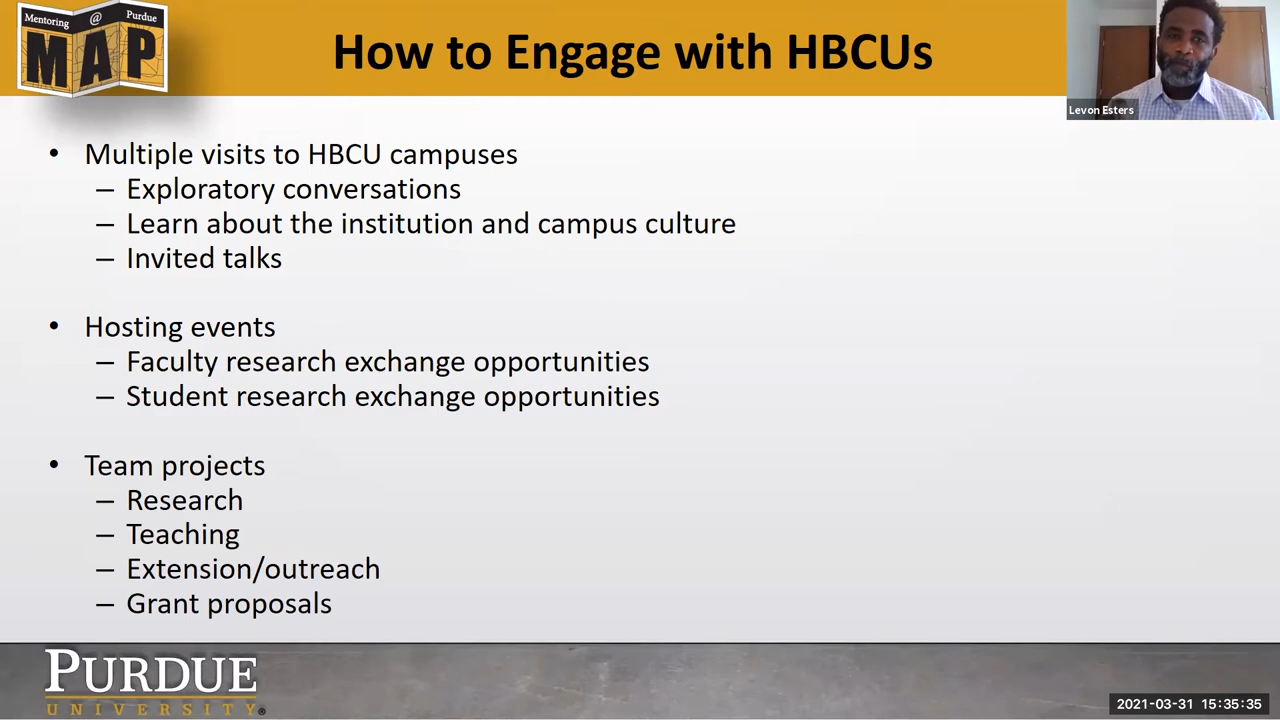 Mentoring @ Purdue
MAP
How to Engage with HBCUs
Levon Esters
• Multiple visits to HBCU campuses
– Exploratory conversations
– Learn about the institution and campus culture
– Invited talks
• Hosting events
– Faculty research exchange opportunities
– Student research exchange opportunities
• Team projects
– Research
– Teaching
– Extension/outreach
– Grant proposals
PURDUE
UNIVERSITY®
2021-03-31 15:35:35